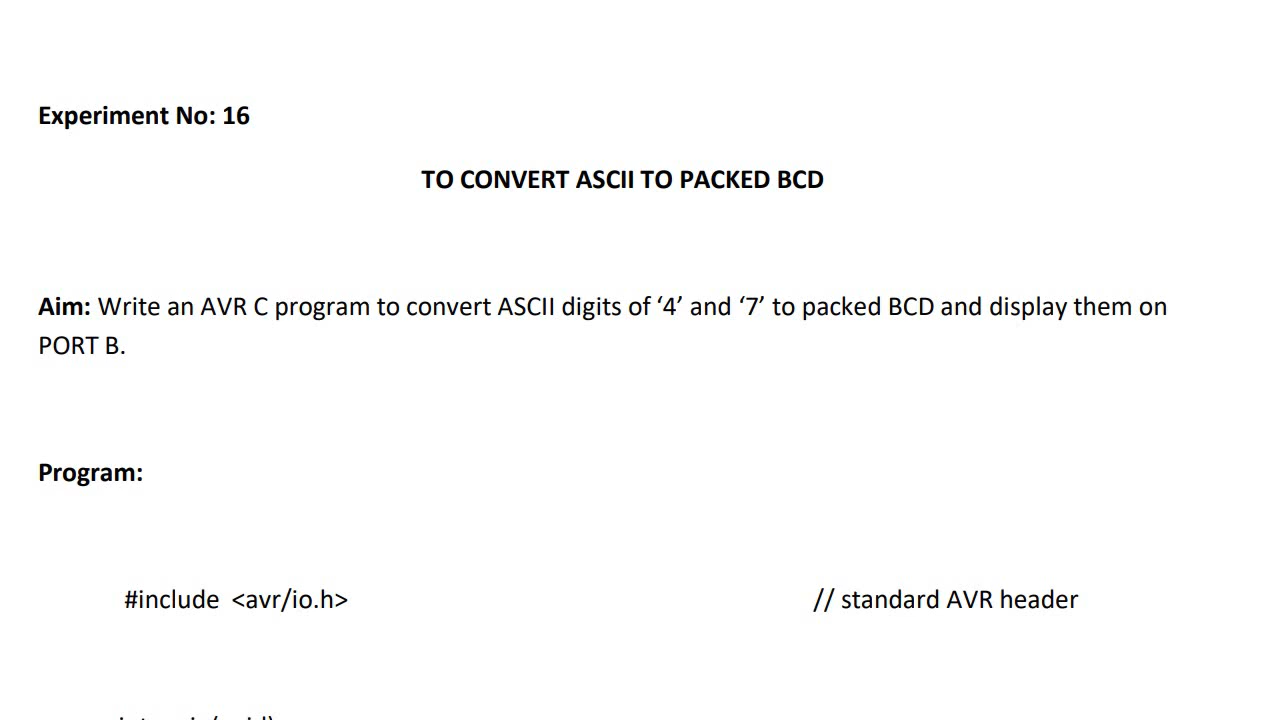 Experiment No: 16
TO CONVERT ASCII TO PACKED BCD
Aim: Write an AVR C program to convert ASCII digits of ‘4’ and ‘7’ to packed BCD and display them on
PORT B.
Program:
#include <avr/io.h> // standard AVR header